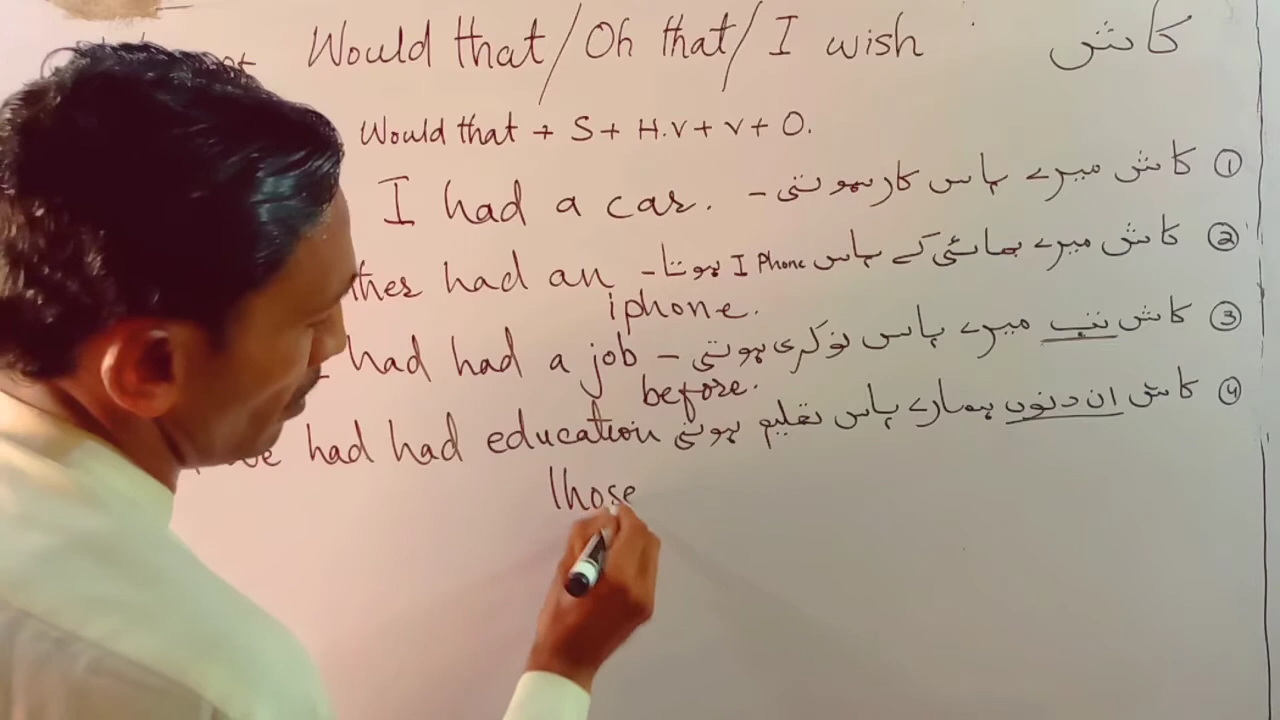 Would that/Oh that/I wish کاش
Would that + S + H.V + V + O.
I had a car. کاش میرے پاس کار ہوتی - ①
ther had an کاش میرے بھائی کے پاس I Phone ہوتا - ②
iphone.
had had a job کاش تب میرے پاس نوکری ہوتی - ③
before.
had had education کاش ان دنوں ہمارے پاس تعلیم ہوتی ④
those